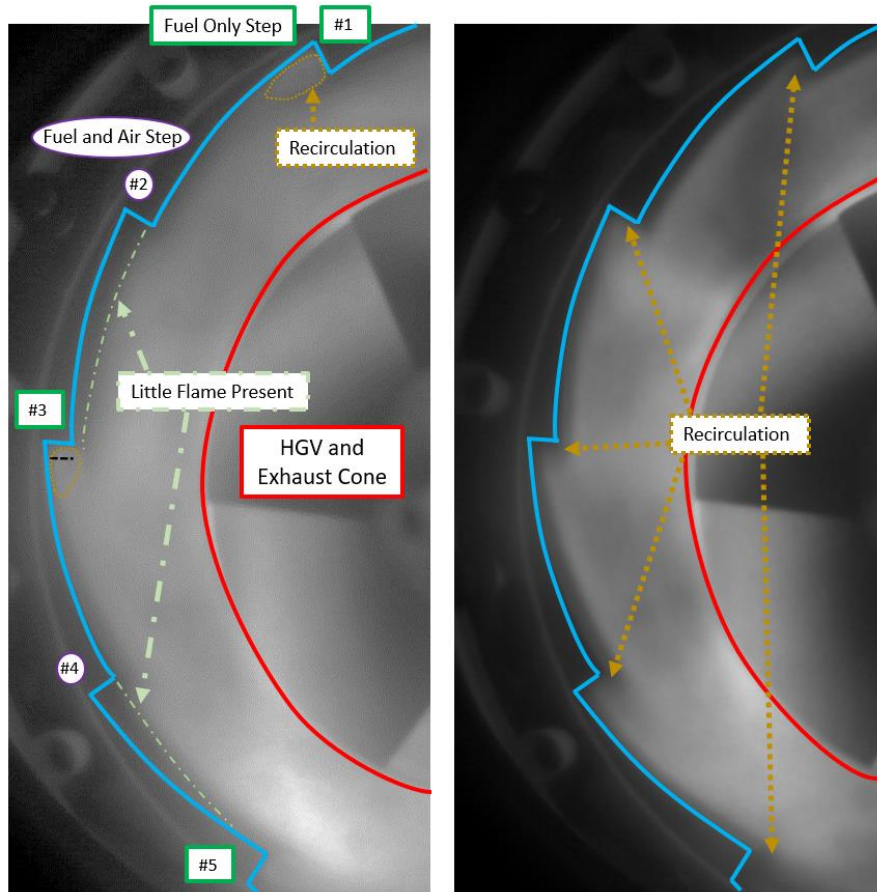 Fuel Only Step
#1
Recirculation
Fuel and Air Step
#2
Little Flame Present
#3
HGV and
Exhaust Cone
#4
#5
Recirculation